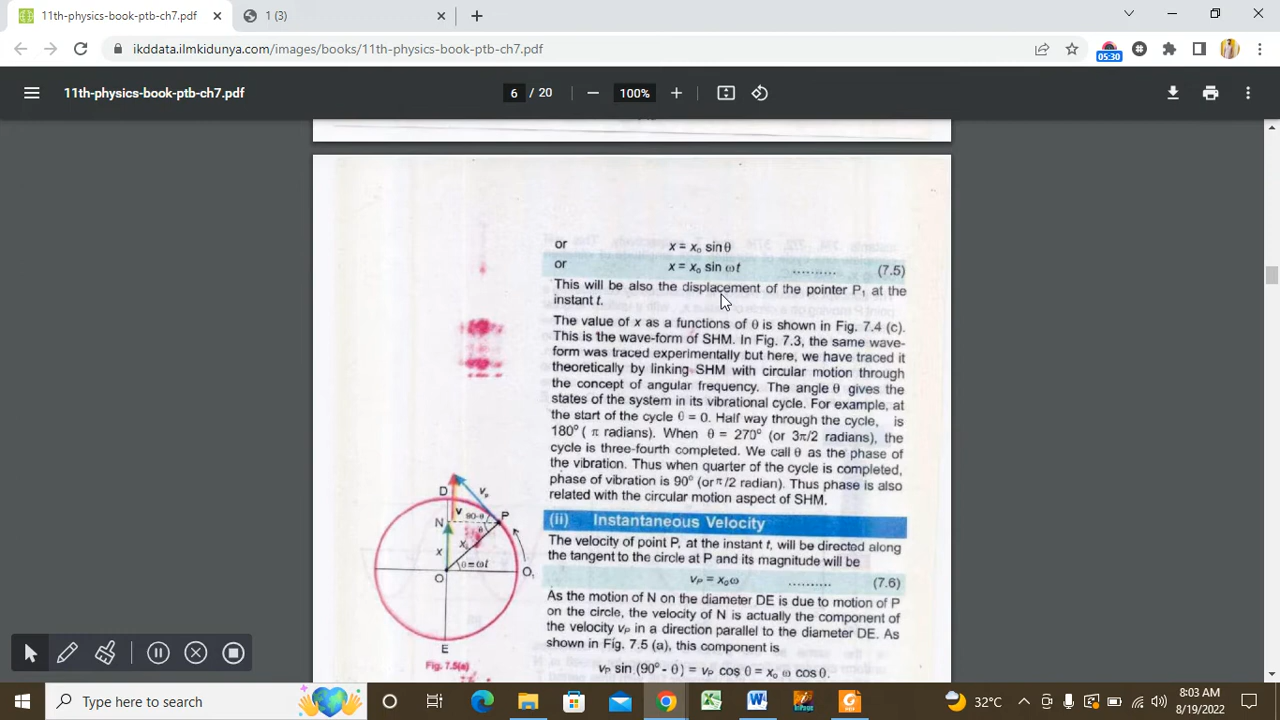 11th-physics-book-ptb-ch7.pdf
1 (3)
ikddata.ilmkidunya.com/images/books/11th-physics-book-ptb-ch7.pdf
05:30
11th-physics-book-ptb-ch7.pdf
6 / 20
100%
or x = x₀ sin θ
or x = x₀ sin ωt .......... (7.5)
This will be also the displacement of the pointer P₁ at the
instant t.
The value of x as a functions of θ is shown in Fig. 7.4 (c).
This is the wave-form of SHM. In Fig. 7.3, the same wave-
form was traced experimentally but here, we have traced it
theoretically by linking SHM with circular motion through
the concept of angular frequency. The angle θ gives the
states of the system in its vibrational cycle. For example, at
the start of the cycle θ = 0. Half way through the cycle, is
180° ( π radians). When θ = 270° (or 3π/2 radians), the
cycle is three-fourth completed. We call θ as the phase of
the vibration. Thus when quarter of the cycle is completed,
phase of vibration is 90° (or π/2 radian). Thus phase is also
related with the circular motion aspect of SHM.
D
vₚ
v
90-θ
P
N
θ
x₀
x
θ=ωt
O
O₁
E
Fig. 7.5(a)
(ii) Instantaneous Velocity
The velocity of point P, at the instant t, will be directed along
the tangent to the circle at P and its magnitude will be
vₚ = x₀ω .......... (7.6)
As the motion of N on the diameter DE is due to motion of P
on the circle, the velocity of N is actually the component of
the velocity vₚ in a direction parallel to the diameter DE. As
shown in Fig. 7.5 (a), this component is
vₚ sin (90° - θ) = vₚ cos θ = x₀ ω cos θ.
Type here to search
32°C
8:03 AM
8/19/2022